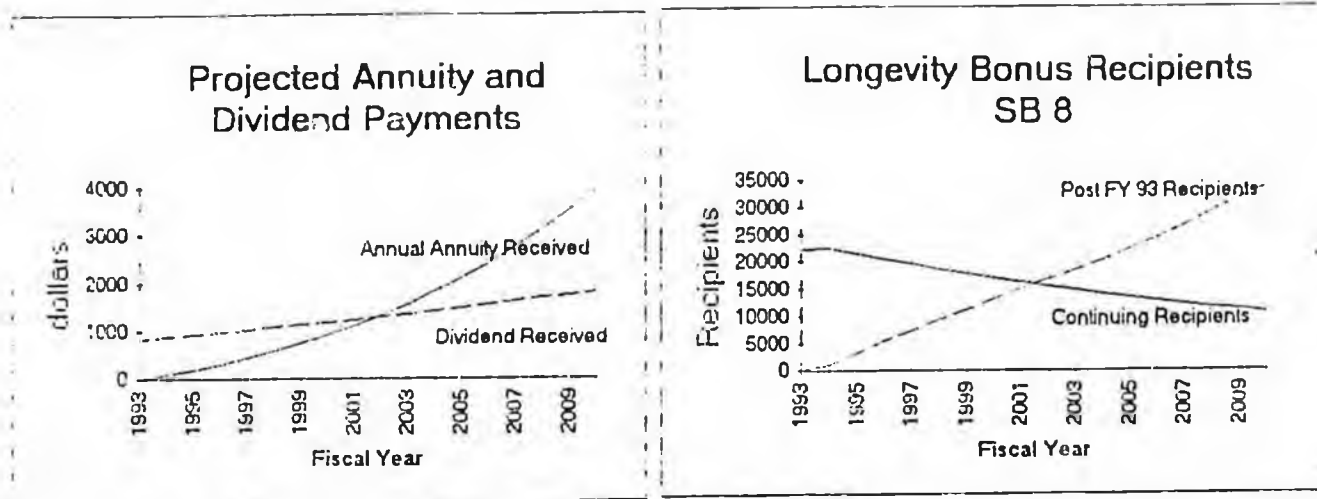 Projected Annuity and
Dividend Payments
dollars
4000
3000
2000
1000
0
Annual Annuity Received
Dividend Received
1993
1995
1997
1999
2001
2003
2005
2007
2009
Fiscal Year
Longevity Bonus Recipients
SB 8
Recipients
35000
30000
25000
20000
15000
10000
5000
0
Post FY 93 Recipients
Continuing Recipients
1993
1995
1997
1999
2001
2003
2005
2007
2009
Fiscal Year